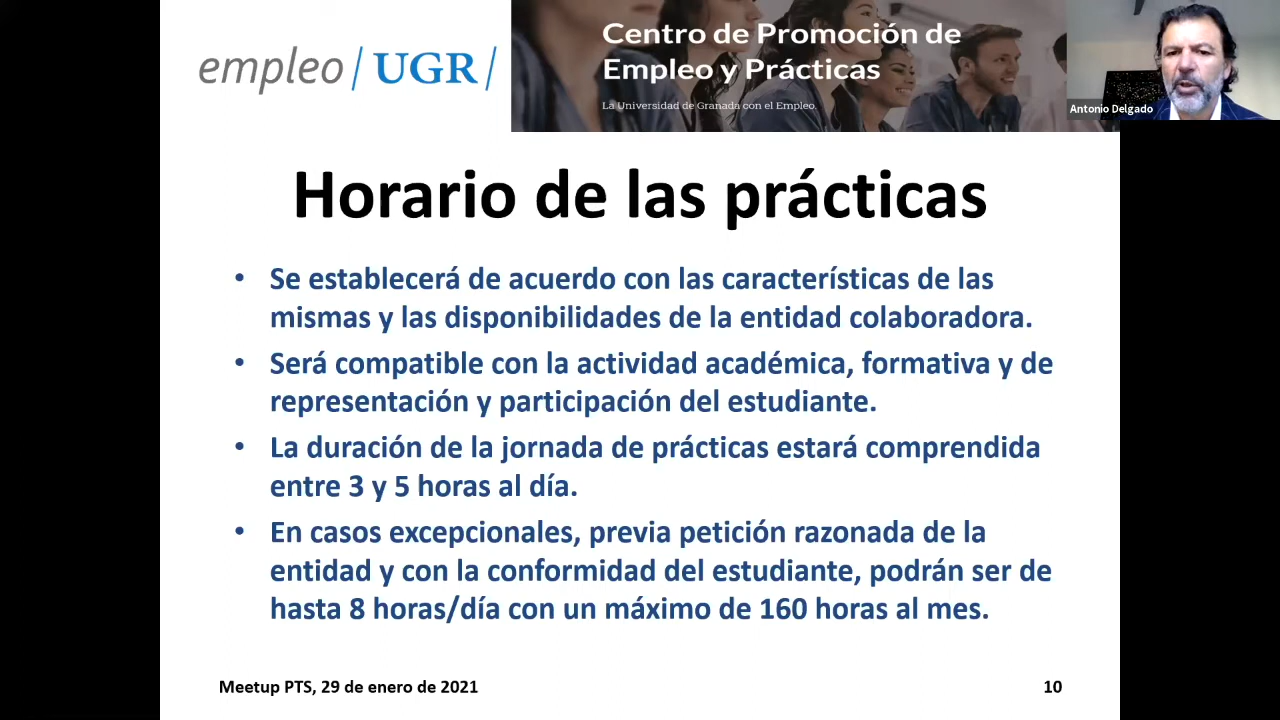 empleo/UGR/
Centro de Promoción de
Empleo y Prácticas
La Universidad de Granada con el Empleo.
Antonio Delgado
Horario de las prácticas
• Se establecerá de acuerdo con las características de las
mismas y las disponibilidades de la entidad colaboradora.
• Será compatible con la actividad académica, formativa y de
representación y participación del estudiante.
• La duración de la jornada de prácticas estará comprendida
entre 3 y 5 horas al día.
• En casos excepcionales, previa petición razonada de la
entidad y con la conformidad del estudiante, podrán ser de
hasta 8 horas/día con un máximo de 160 horas al mes.
Meetup PTS, 29 de enero de 2021
10